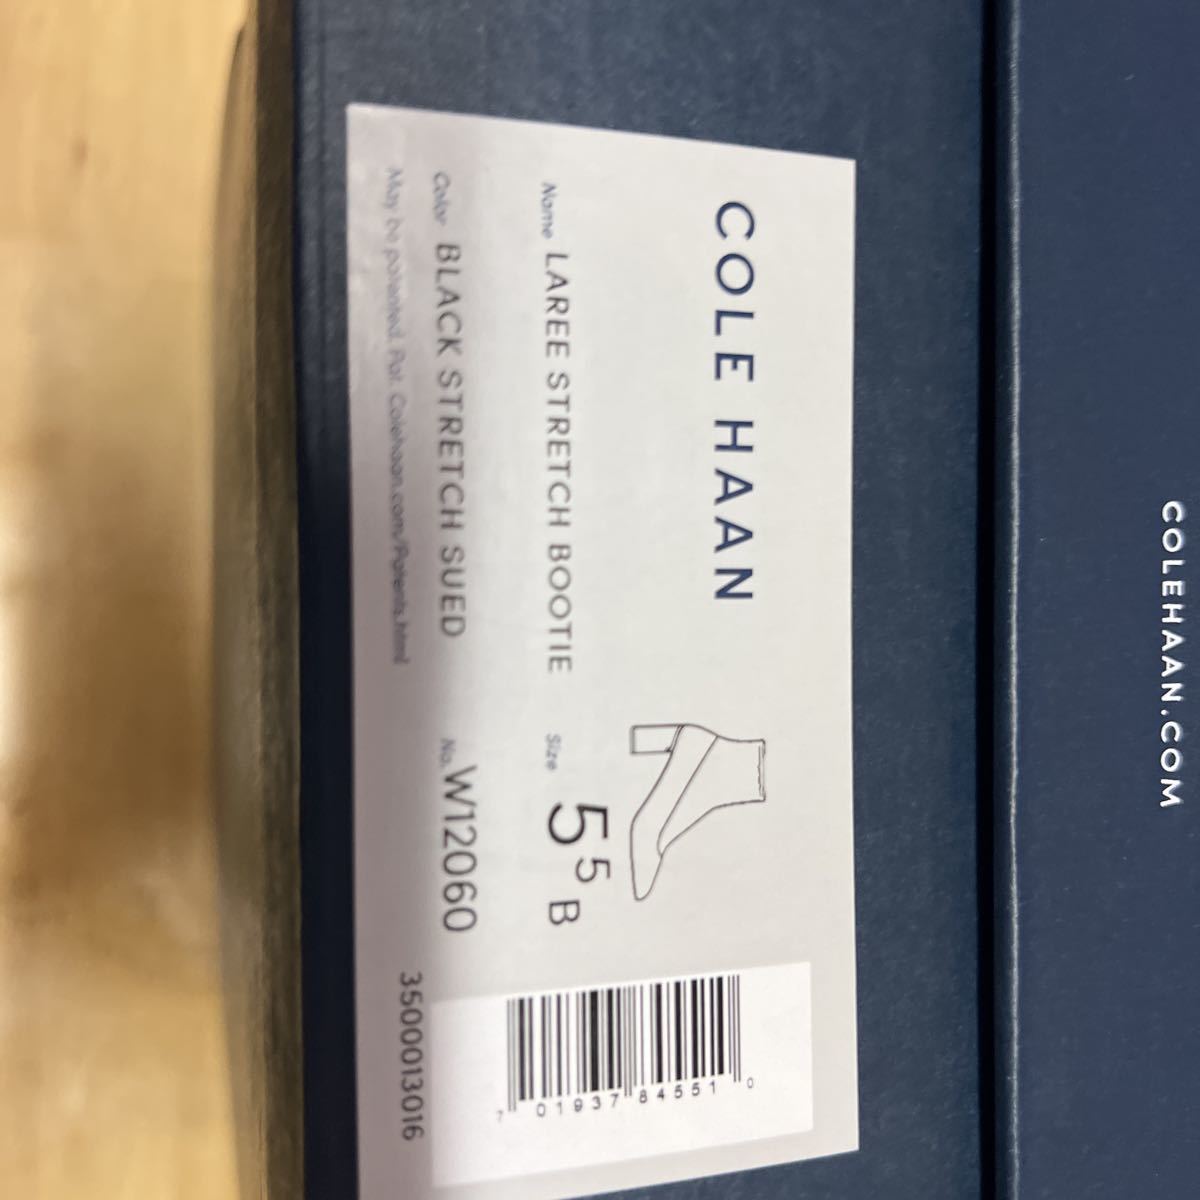 COLEHAAN.COM
COLE HAAN
Name LAREE STRETCH BOOTIE
Size 5 5 B
Color BLACK STRETCH SUED
No. W12060
May be patented. Pat. Colehaan.com/Patents.html
3500013016
7 01937 84551 0